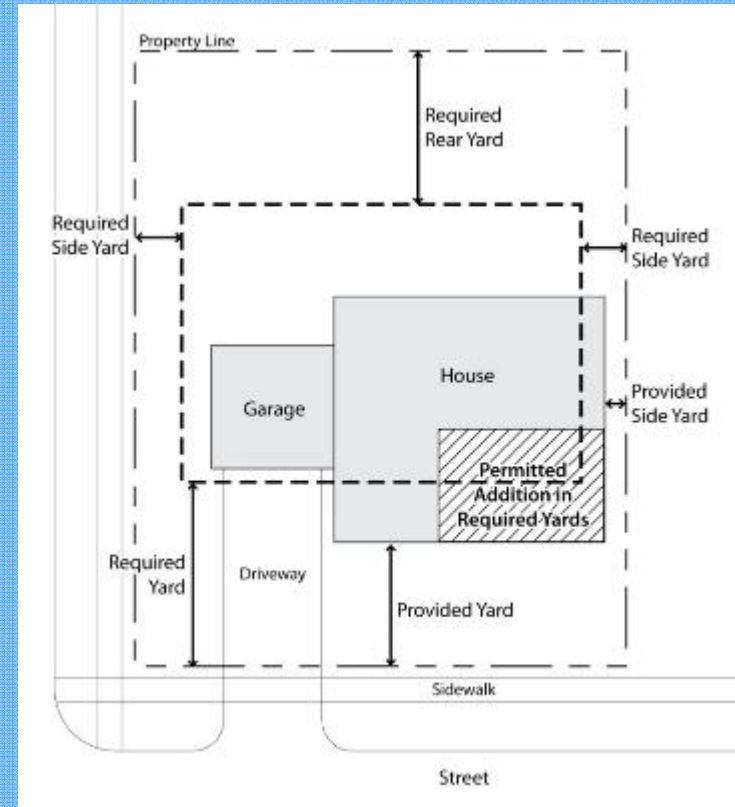 Property Line
Required
Rear Yard
Required
Side Yard
Required
Side Yard
House
Garage
Provided
Side Yard
Permitted
Addition in
Required Yards
Required
Yard
Driveway
Provided Yard
Sidewalk
Street